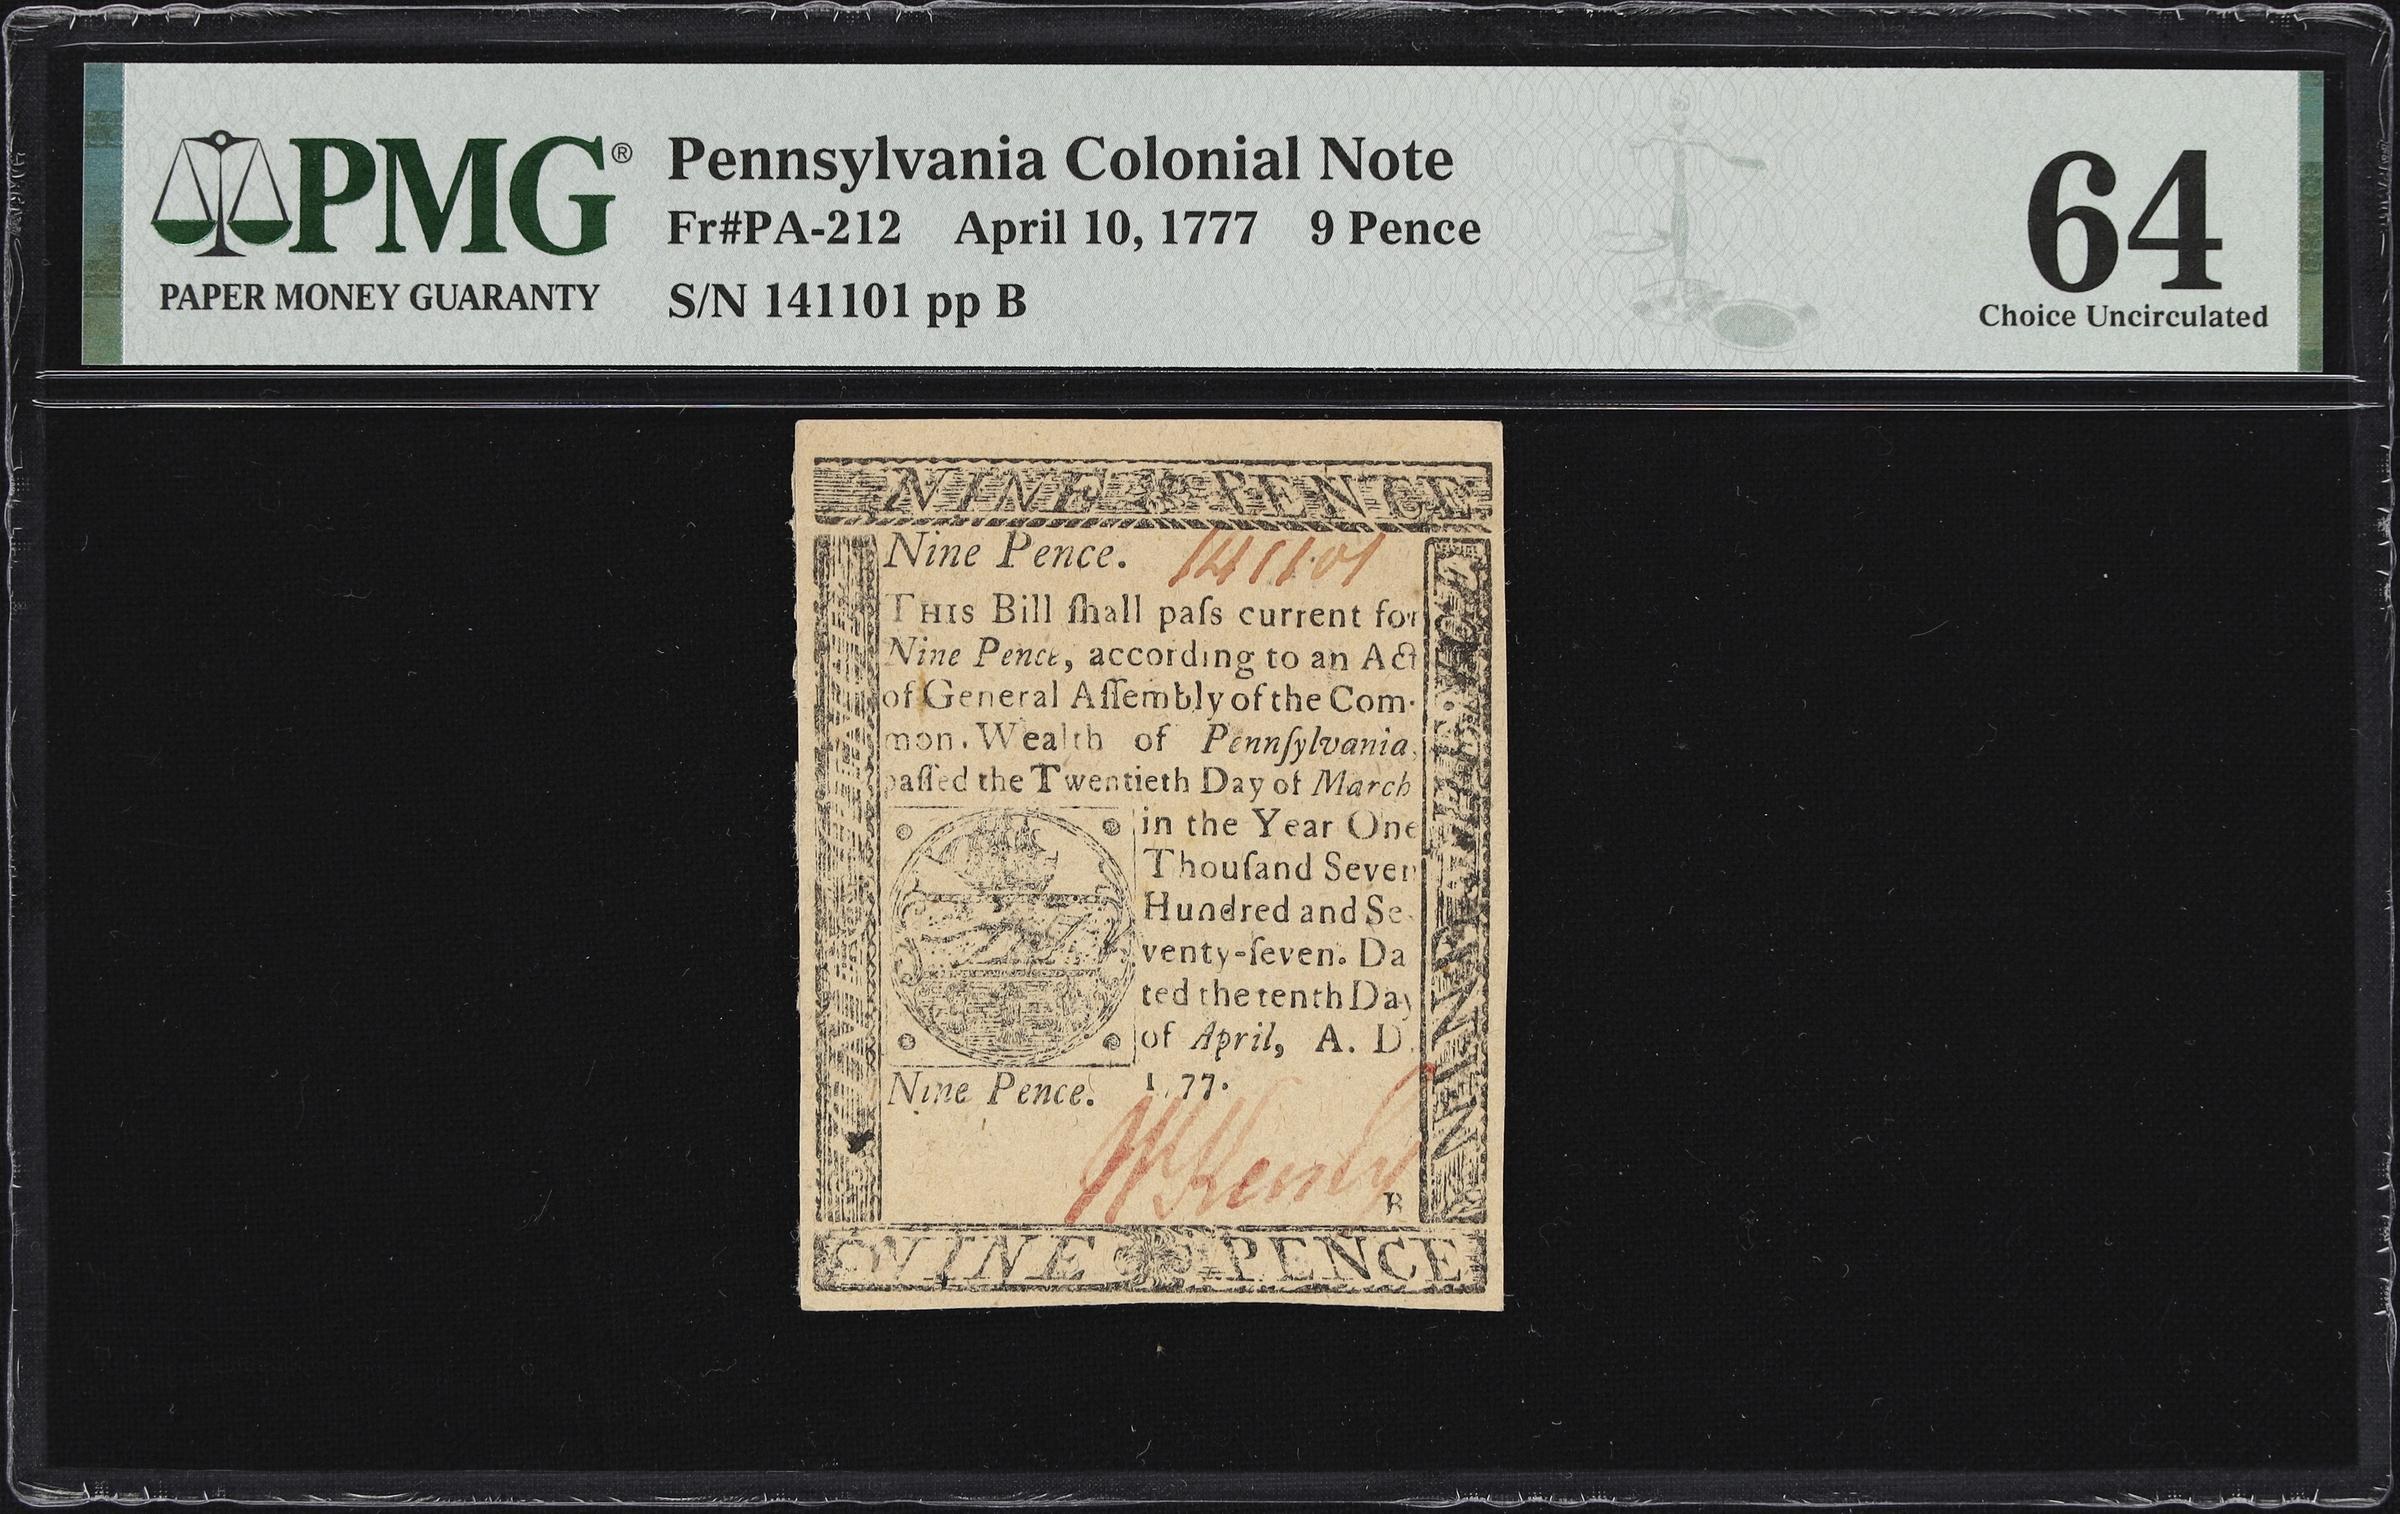 PMG®
PAPER MONEY GUARANTY
Pennsylvania Colonial Note
Fr#PA-212 April 10, 1777 9 Pence
S/N 141101 pp B
64
Choice Uncirculated
NINE PENCE
Nine Pence. 141101
THIS Bill ſhall paſs current for
Nine Pence, according to an Act
of General Aſſembly of the Com-
mon-Wealth of Pennſylvania,
paſſed the Twentieth Day of March
in the Year One
Thouſand Seven
Hundred and Se-
venty-ſeven. Da
ted the tenth Day
of April, A. D.
Nine Pence. 1777.
B
NINE PENCE